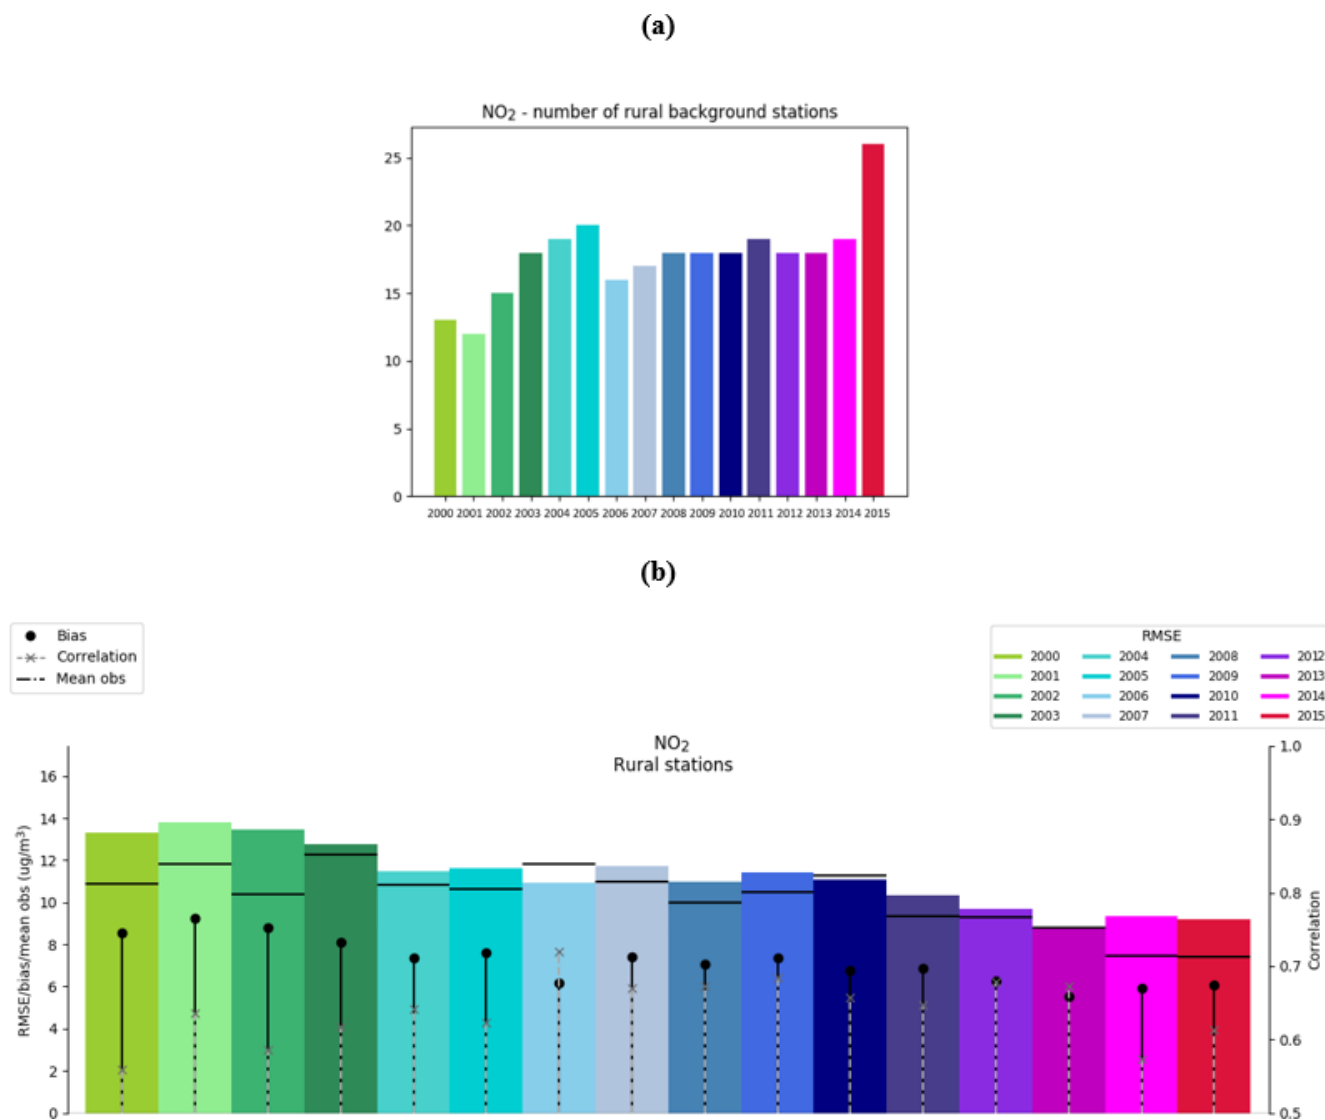 (a)
NO₂ - number of rural background stations
25
20
15
10
5
0
2000 2001 2002 2003 2004 2005 2006 2007 2008 2009 2010 2011 2012 2013 2014 2015
(b)
Bias
Correlation
Mean obs
RMSE
2000 2004 2008 2012
2001 2005 2009 2013
2002 2006 2010 2014
2003 2007 2011 2015
NO₂
Rural stations
RMSE/bias/mean obs (ug/m³)
16
14
12
10
8
6
4
2
0
1.0
0.9
0.8
0.7
0.6
0.5
Correlation